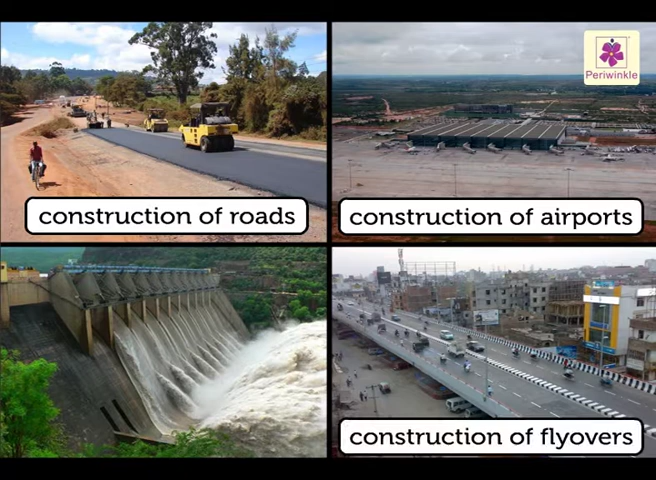 Periwinkle
construction of roads
construction of airports
construction of flyovers